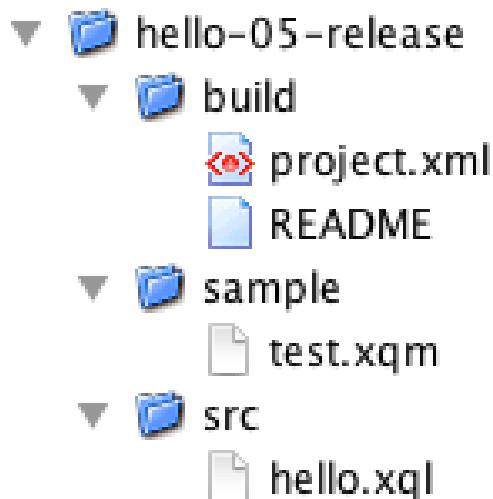 hello-05-release
build
project.xml
README
sample
test.xqm
src
hello.xql